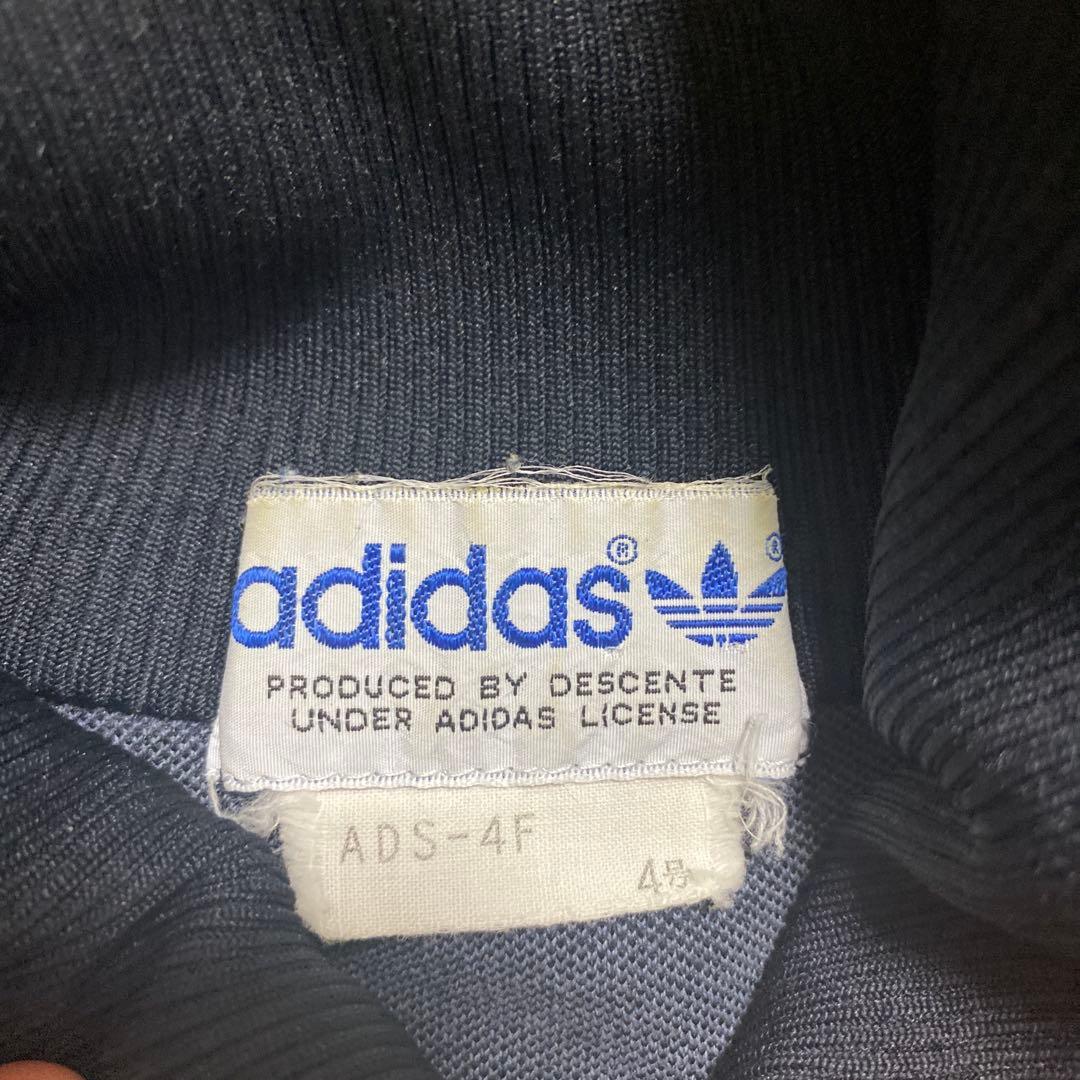 adidas®
®
PRODUCED BY DESCENTE
UNDER ADIDAS LICENSE
ADS-4F
4号